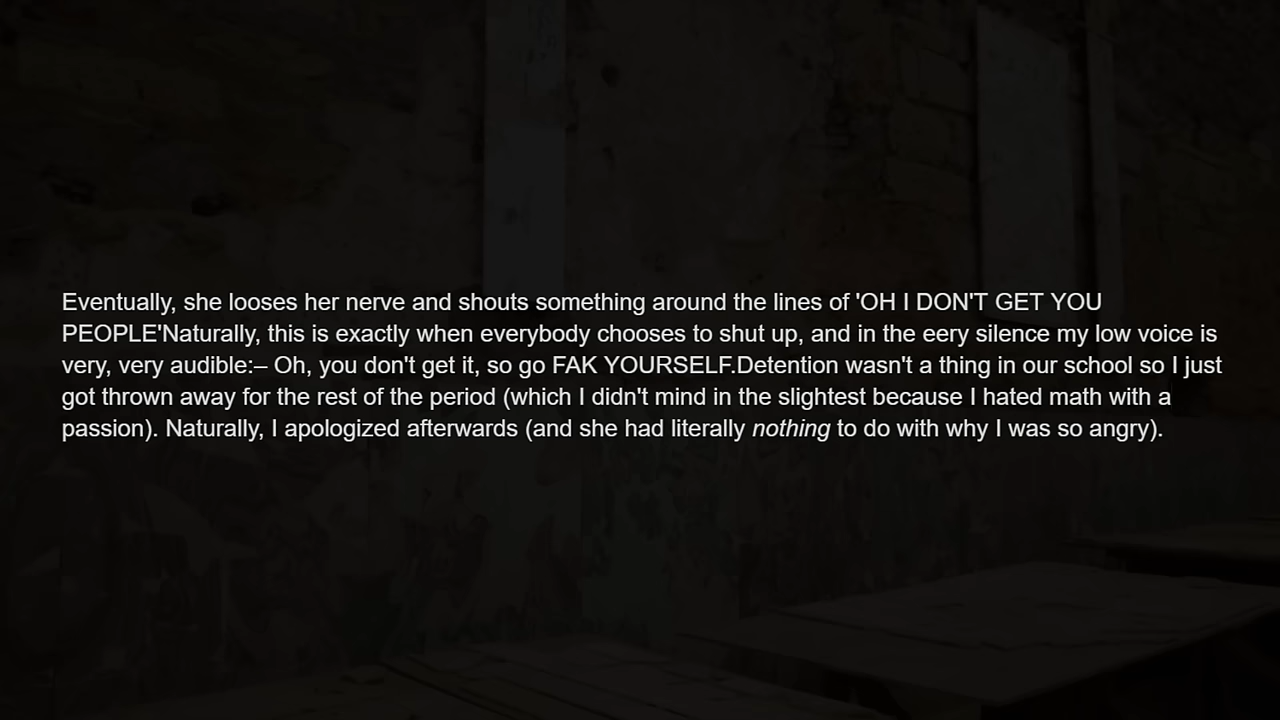 Eventually, she looses her nerve and shouts something around the lines of 'OH I DON'T GET YOU
PEOPLE'Naturally, this is exactly when everybody chooses to shut up, and in the eery silence my low voice is
very, very audible:– Oh, you don't get it, so go FAK YOURSELF.Detention wasn't a thing in our school so I just
got thrown away for the rest of the period (which I didn't mind in the slightest because I hated math with a
passion). Naturally, I apologized afterwards (and she had literally nothing to do with why I was so angry).